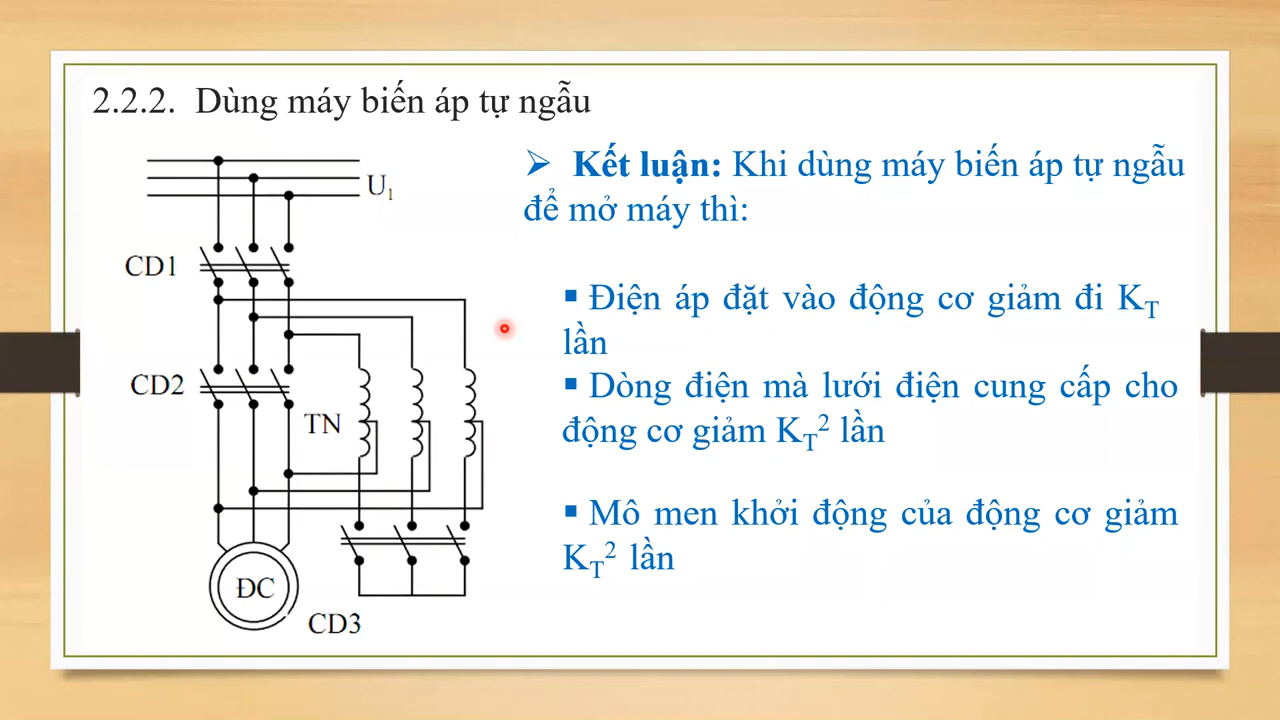 2.2.2. Dùng máy biến áp tự ngẫu
U₁
CD1
CD2
TN
ĐC
CD3
➢ Kết luận: Khi dùng máy biến áp tự ngẫu
để mở máy thì:
▪ Điện áp đặt vào động cơ giảm đi K_T
lần
▪ Dòng điện mà lưới điện cung cấp cho
động cơ giảm K_T² lần
▪ Mô men khởi động của động cơ giảm
K_T² lần